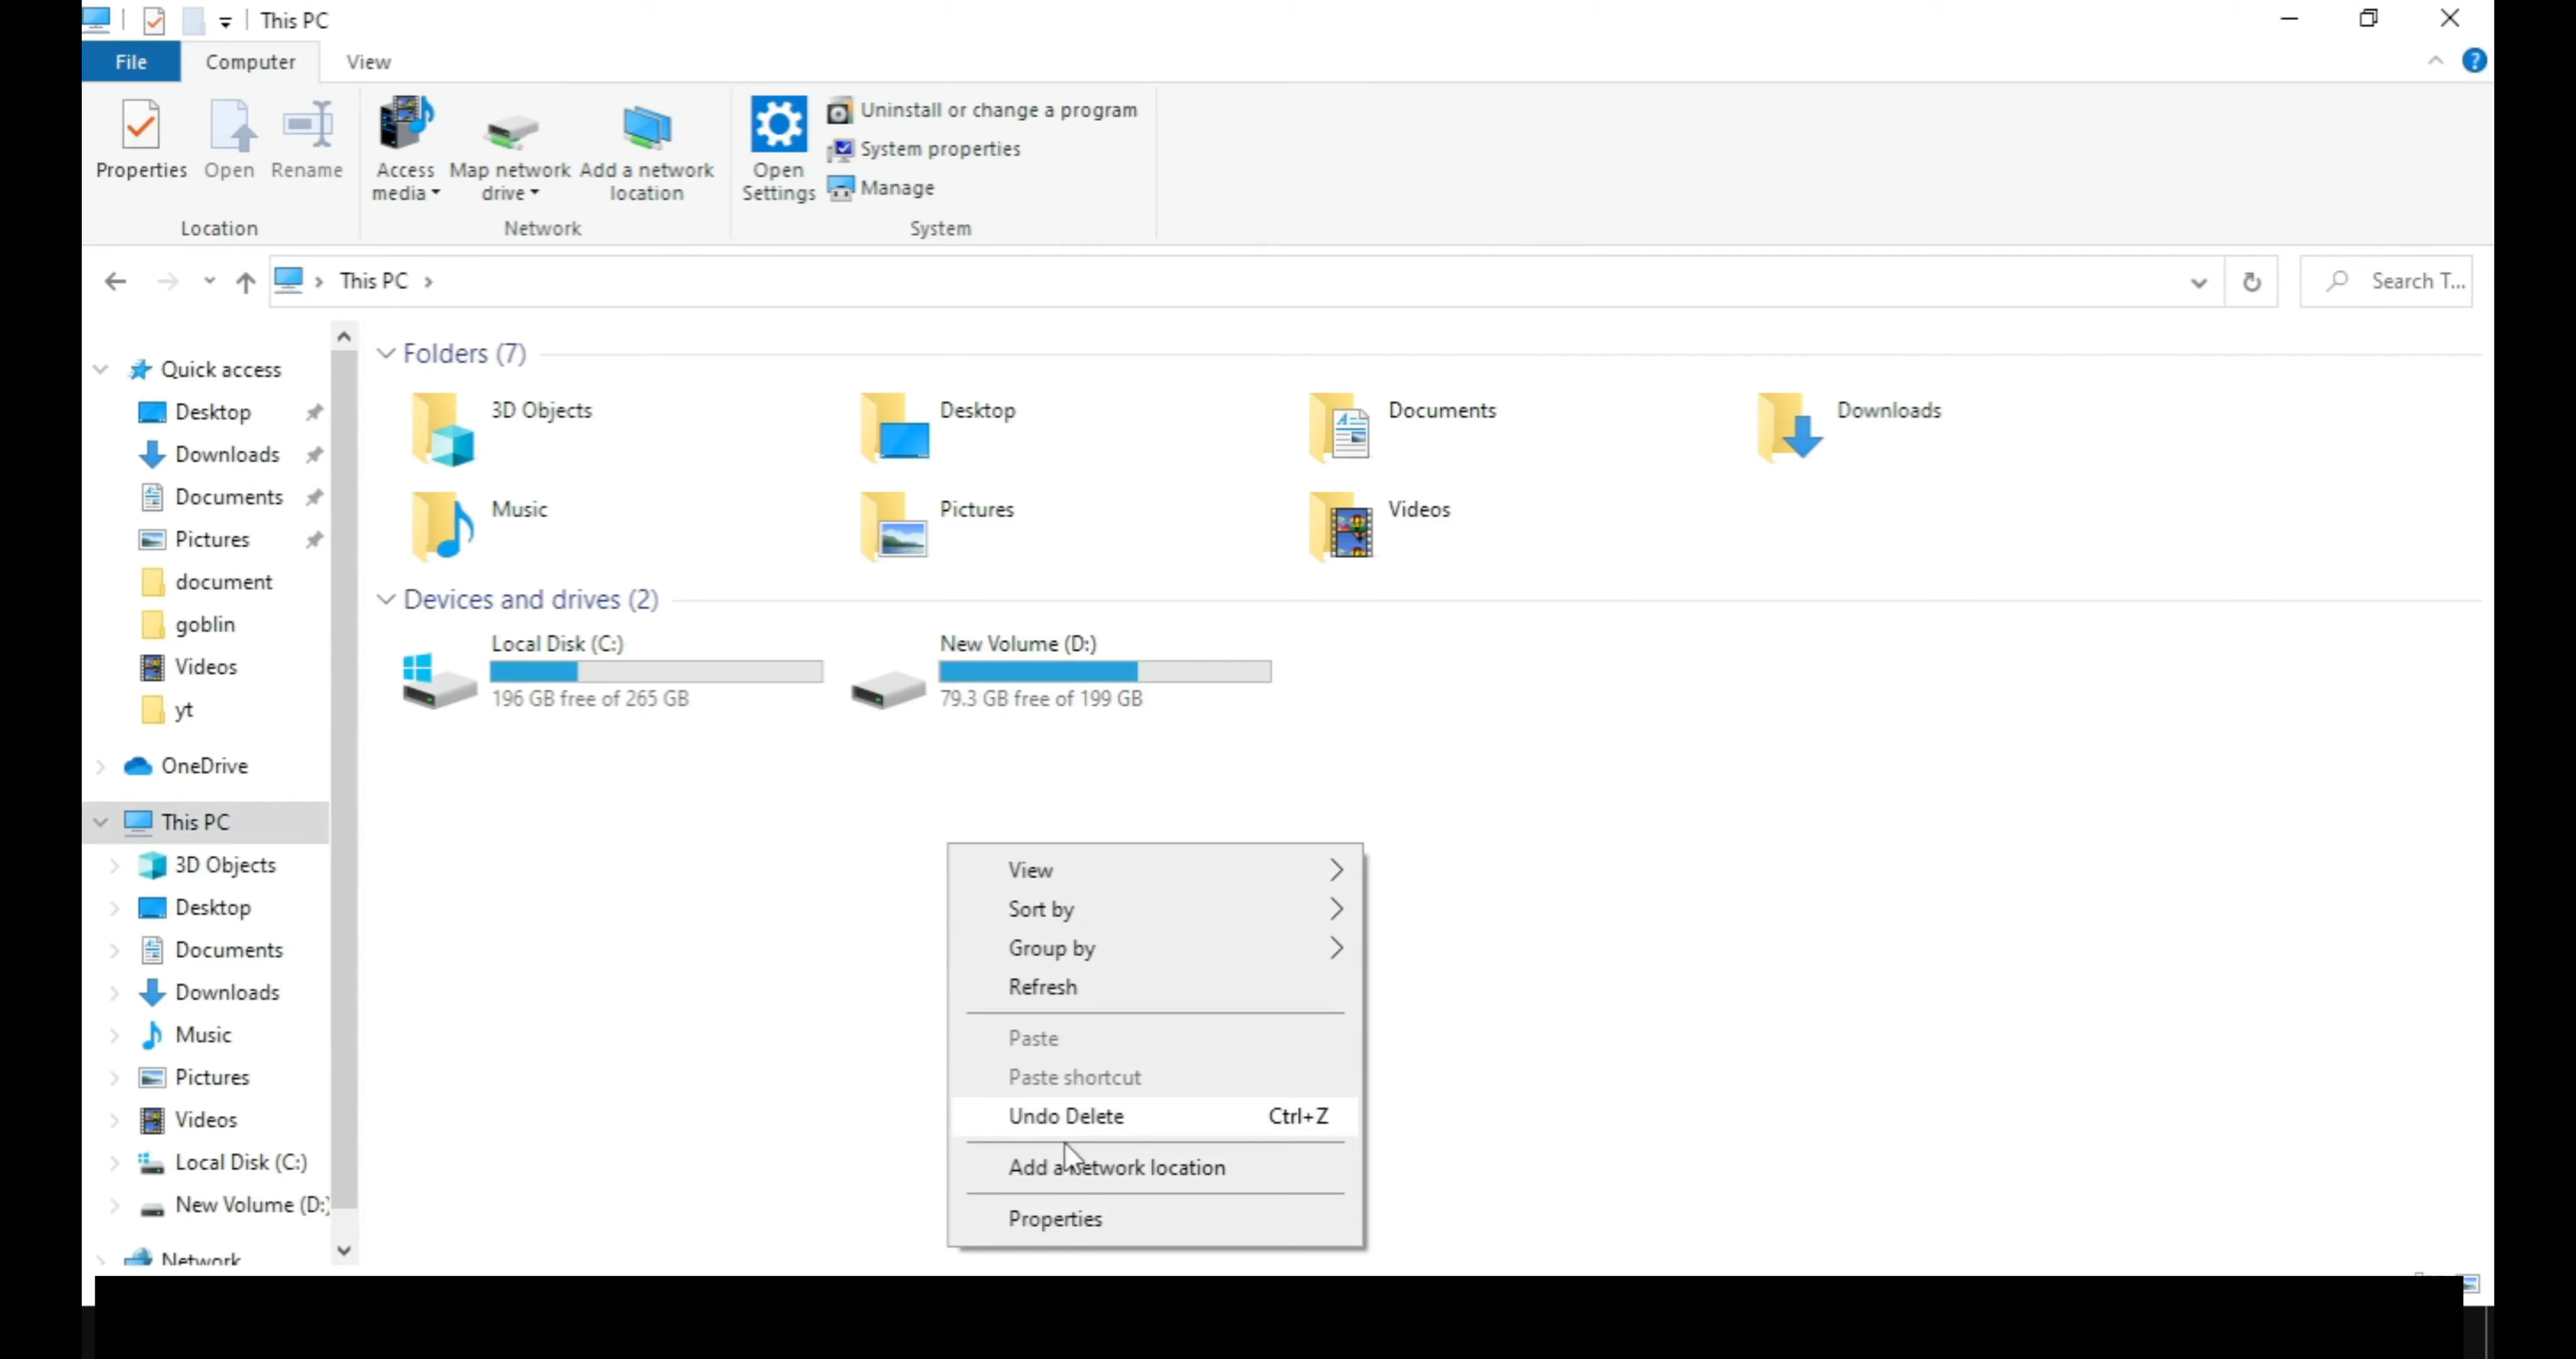 This PC
File Computer View
Uninstall or change a program
System properties
Manage
Properties Open Rename Access media Map network drive Add a network location Open Settings
Location Network System
This PC
Search T...
Quick access
Desktop
Downloads
Documents
Pictures
document
goblin
Videos
yt
OneDrive
This PC
3D Objects
Desktop
Documents
Downloads
Music
Pictures
Videos
Local Disk (C:)
New Volume (D:)
Network
Folders (7)
3D Objects Desktop Documents Downloads
Music Pictures Videos
Devices and drives (2)
Local Disk (C:)
196 GB free of 265 GB
New Volume (D:)
79.3 GB free of 199 GB
View
Sort by
Group by
Refresh
Paste
Paste shortcut
Undo Delete Ctrl+Z
Add a network location
Properties